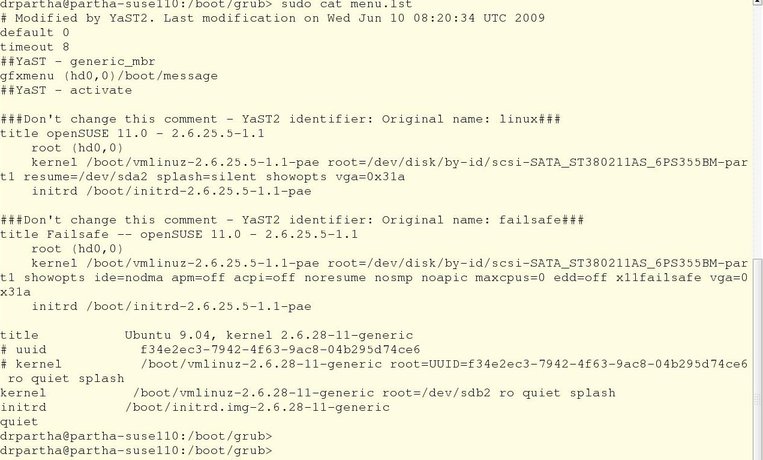 drpartha@partha-suse110:/boot/grub> sudo cat menu.lst
# Modified by YaST2. Last modification on Wed Jun 10 08:20:34 UTC 2009
default 0
timeout 8
##YaST - generic_mbr
gfxmenu (hd0,0)/boot/message
##YaST - activate

###Don't change this comment - YaST2 identifier: Original name: linux###
title openSUSE 11.0 - 2.6.25.5-1.1
    root (hd0,0)
    kernel /boot/vmlinuz-2.6.25.5-1.1-pae root=/dev/disk/by-id/scsi-SATA_ST380211AS_6PS355BM-par
t1 resume=/dev/sda2 splash=silent showopts vga=0x31a
    initrd /boot/initrd-2.6.25.5-1.1-pae

###Don't change this comment - YaST2 identifier: Original name: failsafe###
title Failsafe -- openSUSE 11.0 - 2.6.25.5-1.1
    root (hd0,0)
    kernel /boot/vmlinuz-2.6.25.5-1.1-pae root=/dev/disk/by-id/scsi-SATA_ST380211AS_6PS355BM-par
t1 showopts ide=nodma apm=off acpi=off noresume nosmp noapic maxcpus=0 edd=off x11failsafe vga=0
x31a
    initrd /boot/initrd-2.6.25.5-1.1-pae

title           Ubuntu 9.04, kernel 2.6.28-11-generic
# uuid            f34e2ec3-7942-4f63-9ac8-04b295d74ce6
# kernel          /boot/vmlinuz-2.6.28-11-generic root=UUID=f34e2ec3-7942-4f63-9ac8-04b295d74ce6
 ro quiet splash
kernel           /boot/vmlinuz-2.6.28-11-generic root=/dev/sdb2 ro quiet splash
initrd          /boot/initrd.img-2.6.28-11-generic
quiet
drpartha@partha-suse110:/boot/grub>
drpartha@partha-suse110:/boot/grub>